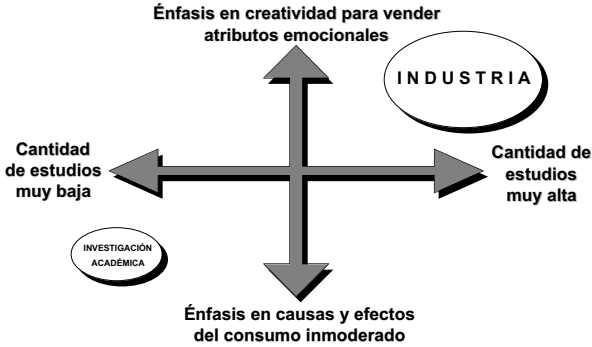 Énfasis en creatividad para vender
atributos emocionales
INDUSTRIA
Cantidad
de estudios
muy baja
Cantidad de
estudios
muy alta
INVESTIGACIÓN
ACADÉMICA
Énfasis en causas y efectos
del consumo inmoderado